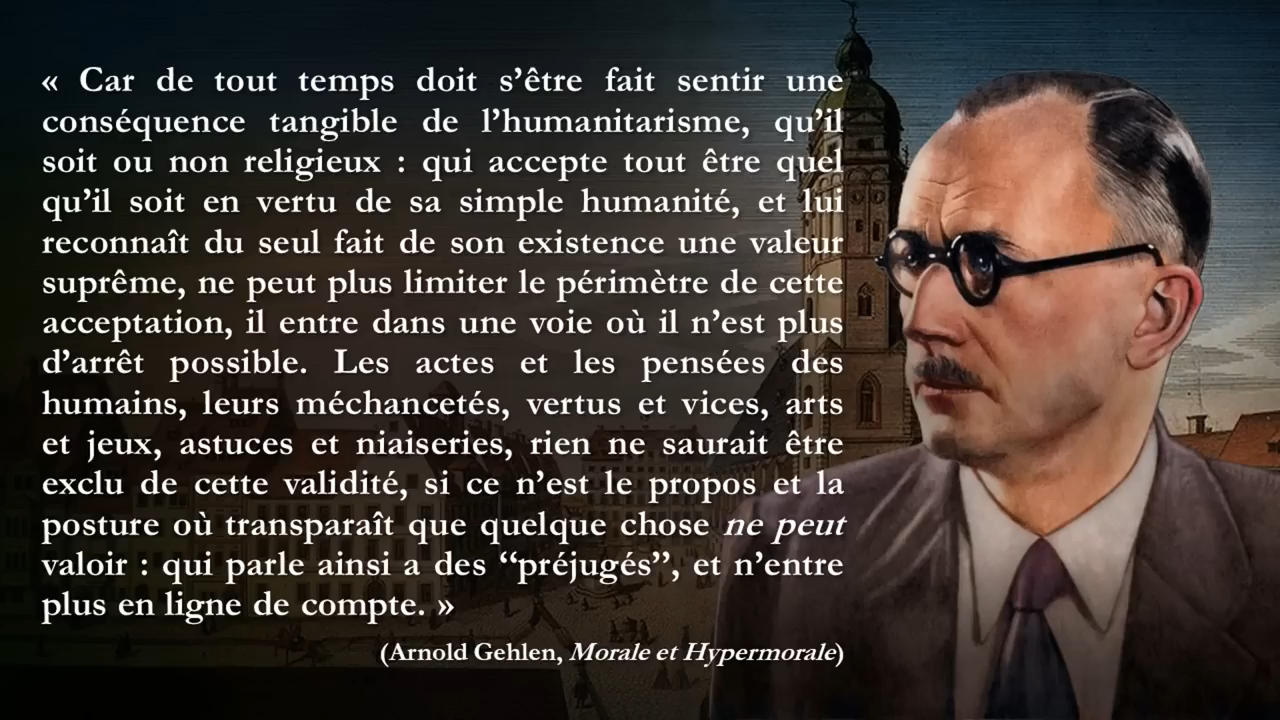 « Car de tout temps doit s’être fait sentir une
conséquence tangible de l’humanitarisme, qu’il
soit ou non religieux : qui accepte tout être quel
qu’il soit en vertu de sa simple humanité, et lui
reconnaît du seul fait de son existence une valeur
suprême, ne peut plus limiter le périmètre de cette
acceptation, il entre dans une voie où il n’est plus
d’arrêt possible. Les actes et les pensées des
humains, leurs méchancetés, vertus et vices, arts
et jeux, astuces et niaiseries, rien ne saurait être
exclu de cette validité, si ce n’est le propos et la
posture où transparaît que quelque chose ne peut
valoir : qui parle ainsi a des “préjugés”, et n’entre
plus en ligne de compte. »
(Arnold Gehlen, Morale et Hypermorale)